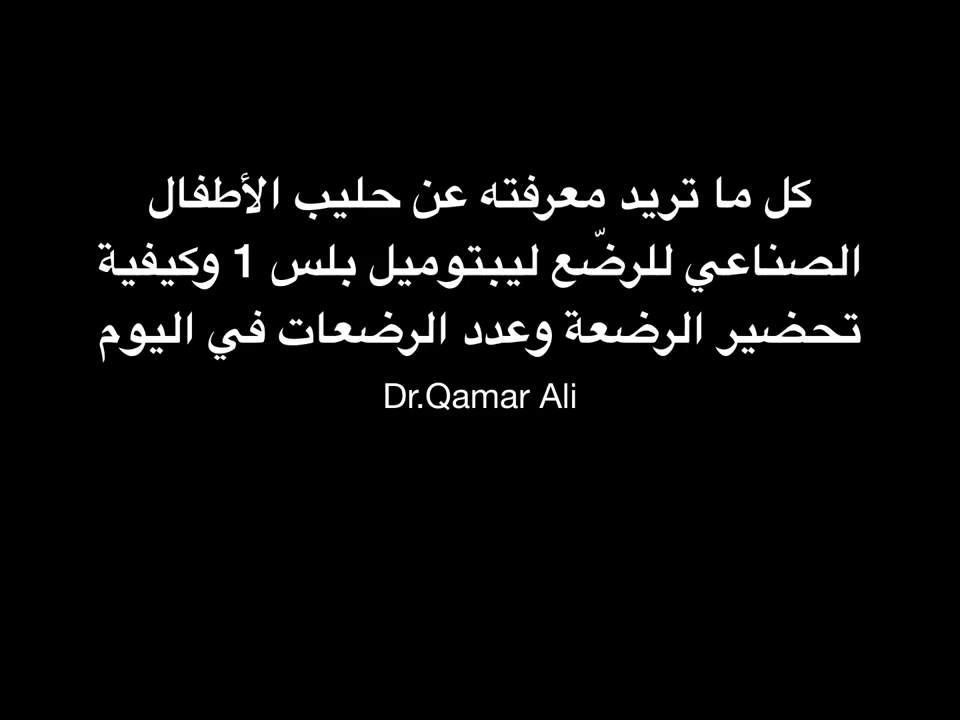 كل ما تريد معرفته عن حليب الأطفال
الصناعي للرضّع ليبتوميل بلس 1 وكيفية
تحضير الرضعة وعدد الرضعات في اليوم
Dr.Qamar Ali